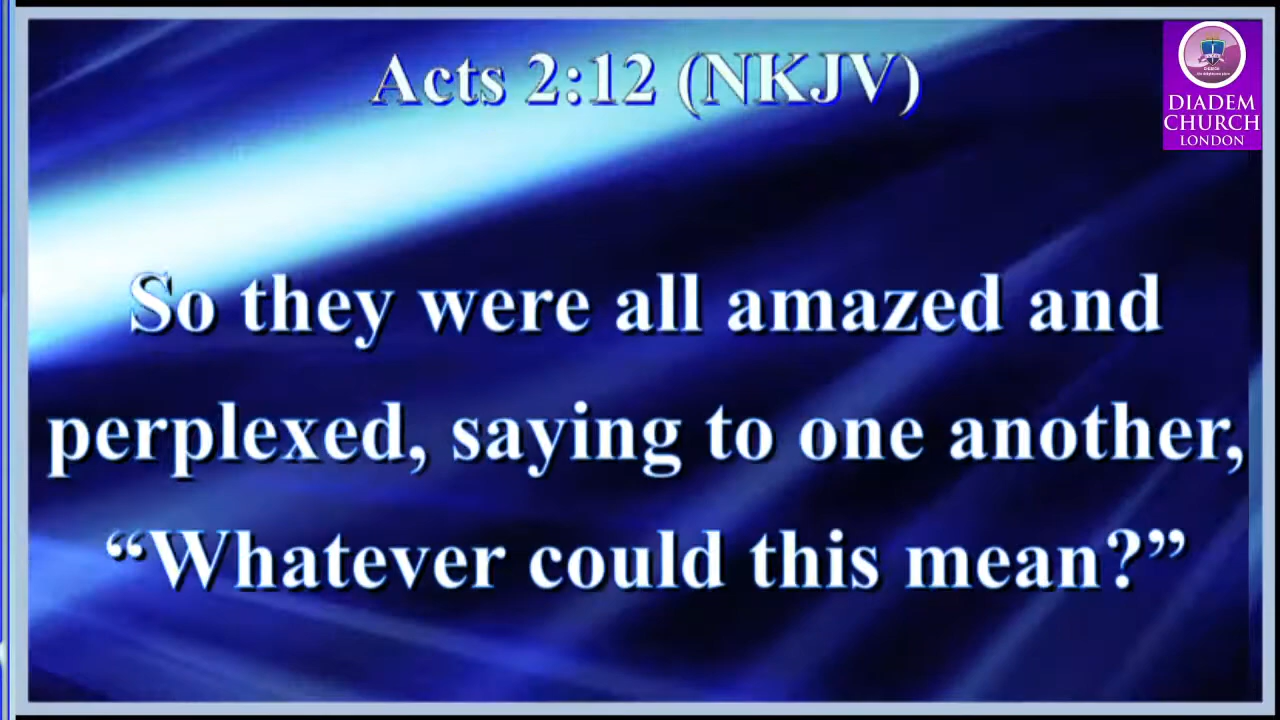 Acts 2:12 (NKJV)
DIADEM
CHURCH
LONDON
So they were all amazed and
perplexed, saying to one another,
“Whatever could this mean?”